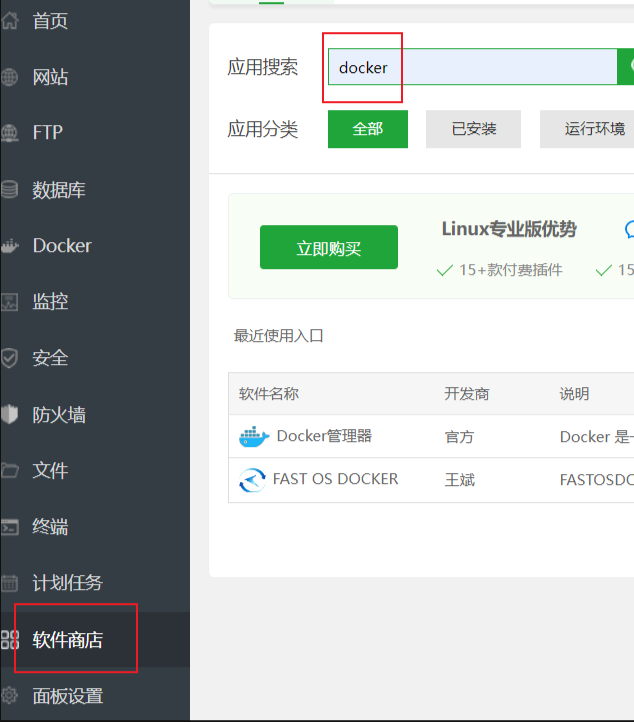 首页
网站
FTP
数据库
Docker
监控
安全
防火墙
文件
终端
计划任务
软件商店
面板设置
应用搜索 docker
应用分类 全部 已安装 运行环境
立即购买 Linux专业版优势
15+款付费插件 15
最近使用入口
软件名称 开发商 说明
Docker管理器 官方 Docker 是
FAST OS DOCKER 王斌 FASTOSDO